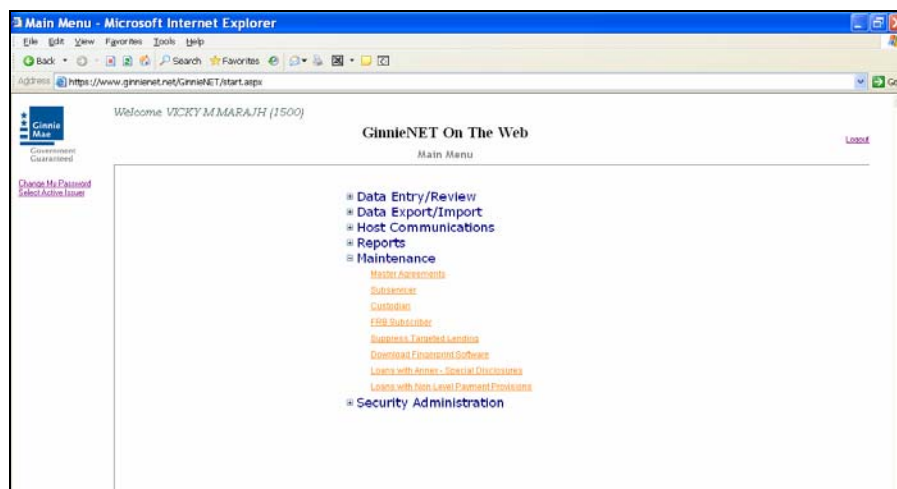 Main Menu - Microsoft Internet Explorer
File Edit View Favorites Tools Help
Back Search Favorites
Address https://www.ginnienet.net/GinnieNET/start.aspx Go
Welcome VICKY M MARAJH (1500)
Ginnie
Mae
Government
Guaranteed
GinnieNET On The Web
Logout
Main Menu
Change My Password
Select Active Issuer
Data Entry/Review
Data Export/Import
Host Communications
Reports
Maintenance
Master Agreements
Subservicer
Custodian
FRB Subscriber
Suppress Targeted Lending
Download Fingerprint Software
Loans with Annex - Special Disclosures
Loans with Non Level Payment Provisions
Security Administration